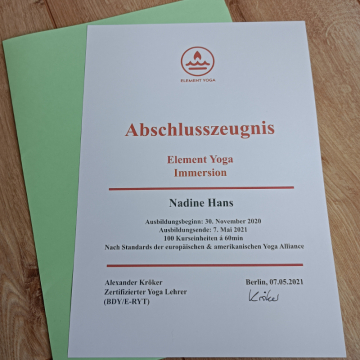 ELEMENT YOGA
Abschlusszeugnis
Element Yoga
Immersion
Nadine Hans
Ausbildungsbeginn: 30. November 2020
Ausbildungsende: 7. Mai 2021
100 Kurseinheiten à 60min
Nach Standards der europäischen & amerikanischen Yoga Alliance
Alexander Kröker
Zertifizierter Yoga Lehrer
(BDY/E-RYT)
Berlin, 07.05.2021
Kröker